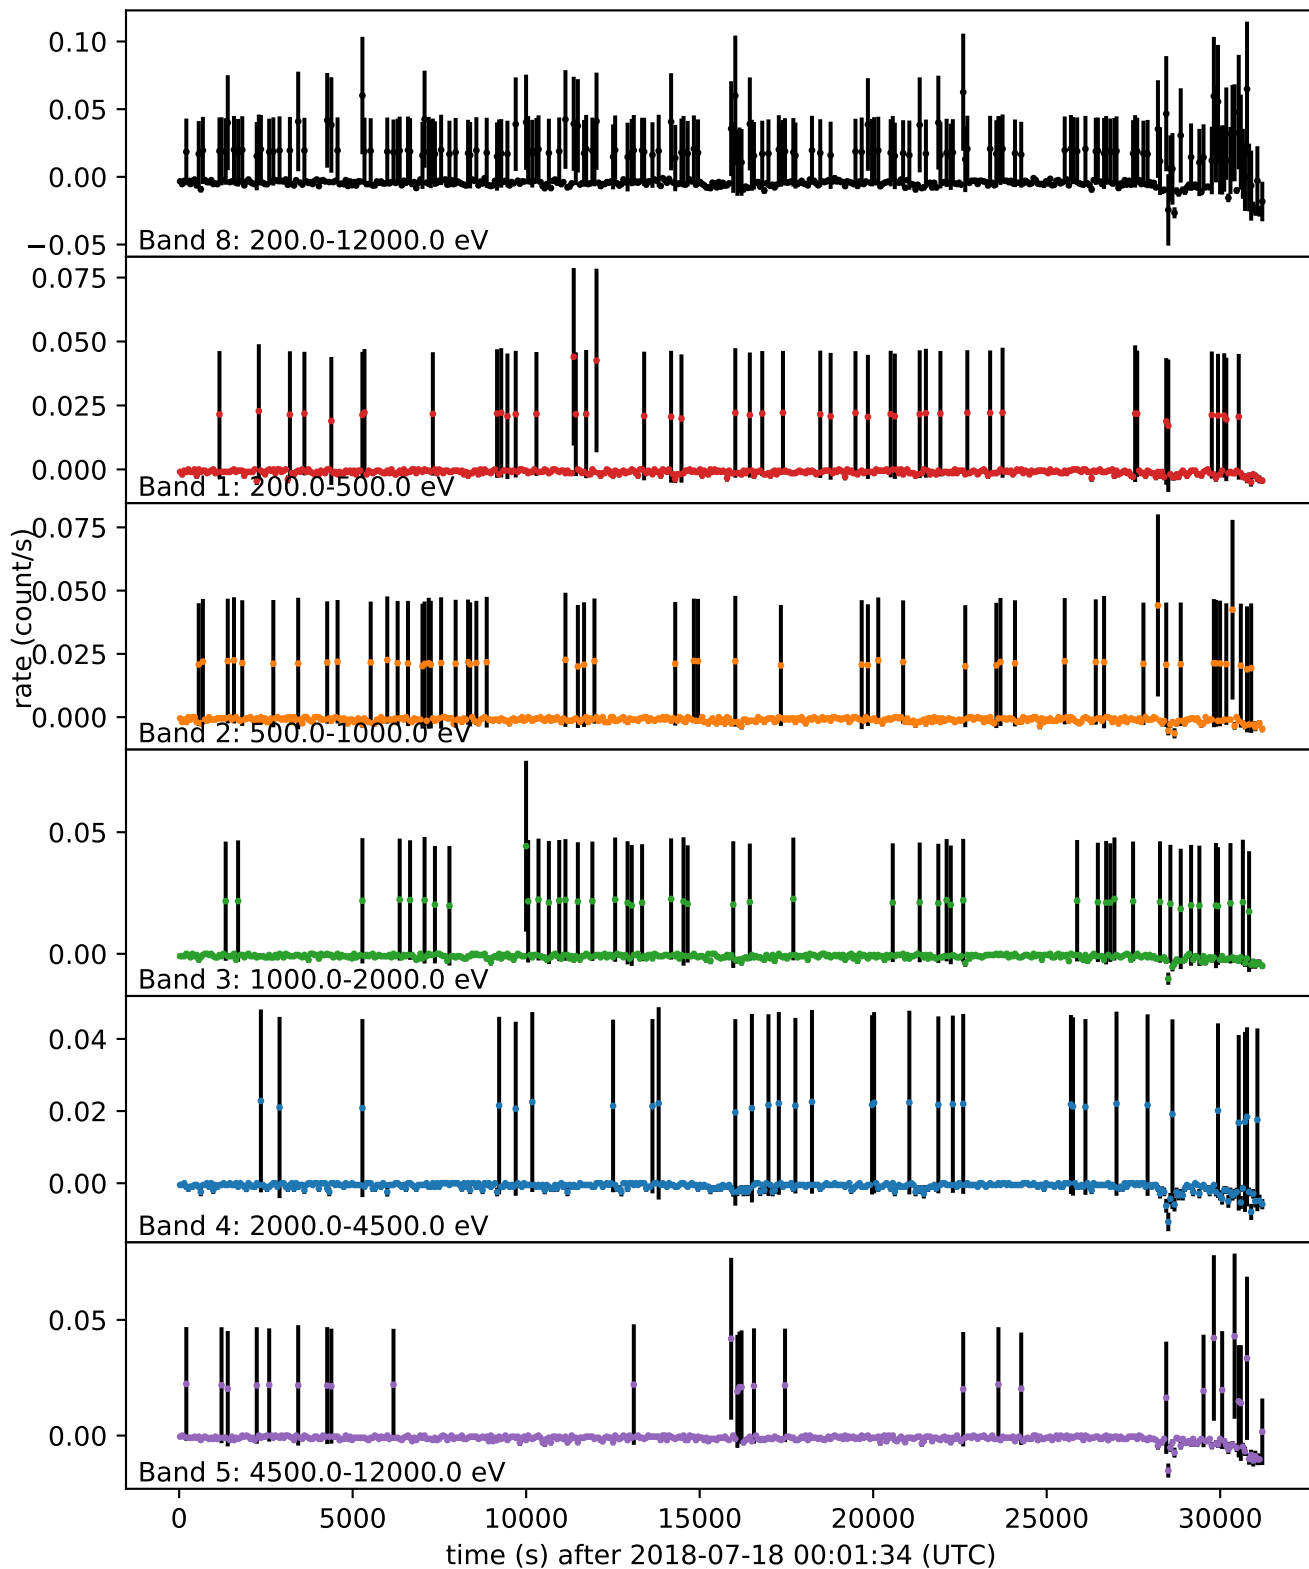 0.10
0.05
0.00
−0.05
Band 8: 200.0-12000.0 eV
0.075
0.050
0.025
0.000
Band 1: 200.0-500.0 eV
rate (count/s)
0.075
0.050
0.025
0.000
Band 2: 500.0-1000.0 eV
0.05
0.00
Band 3: 1000.0-2000.0 eV
0.04
0.02
0.00
Band 4: 2000.0-4500.0 eV
0.05
0.00
Band 5: 4500.0-12000.0 eV
0 5000 10000 15000 20000 25000 30000
time (s) after 2018-07-18 00:01:34 (UTC)